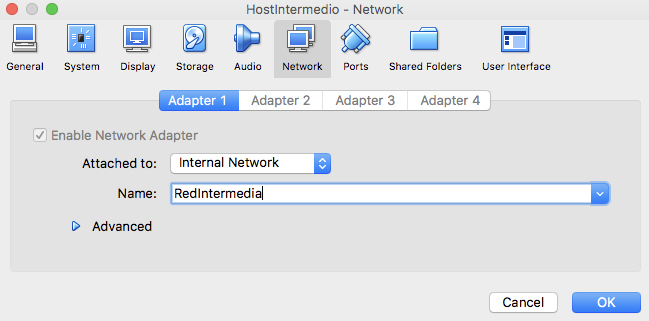 HostIntermedio - Network
General System Display Storage Audio Network Ports Shared Folders User Interface
Adapter 1 Adapter 2 Adapter 3 Adapter 4
Enable Network Adapter
Attached to: Internal Network
Name: RedIntermedia
Advanced
Cancel OK